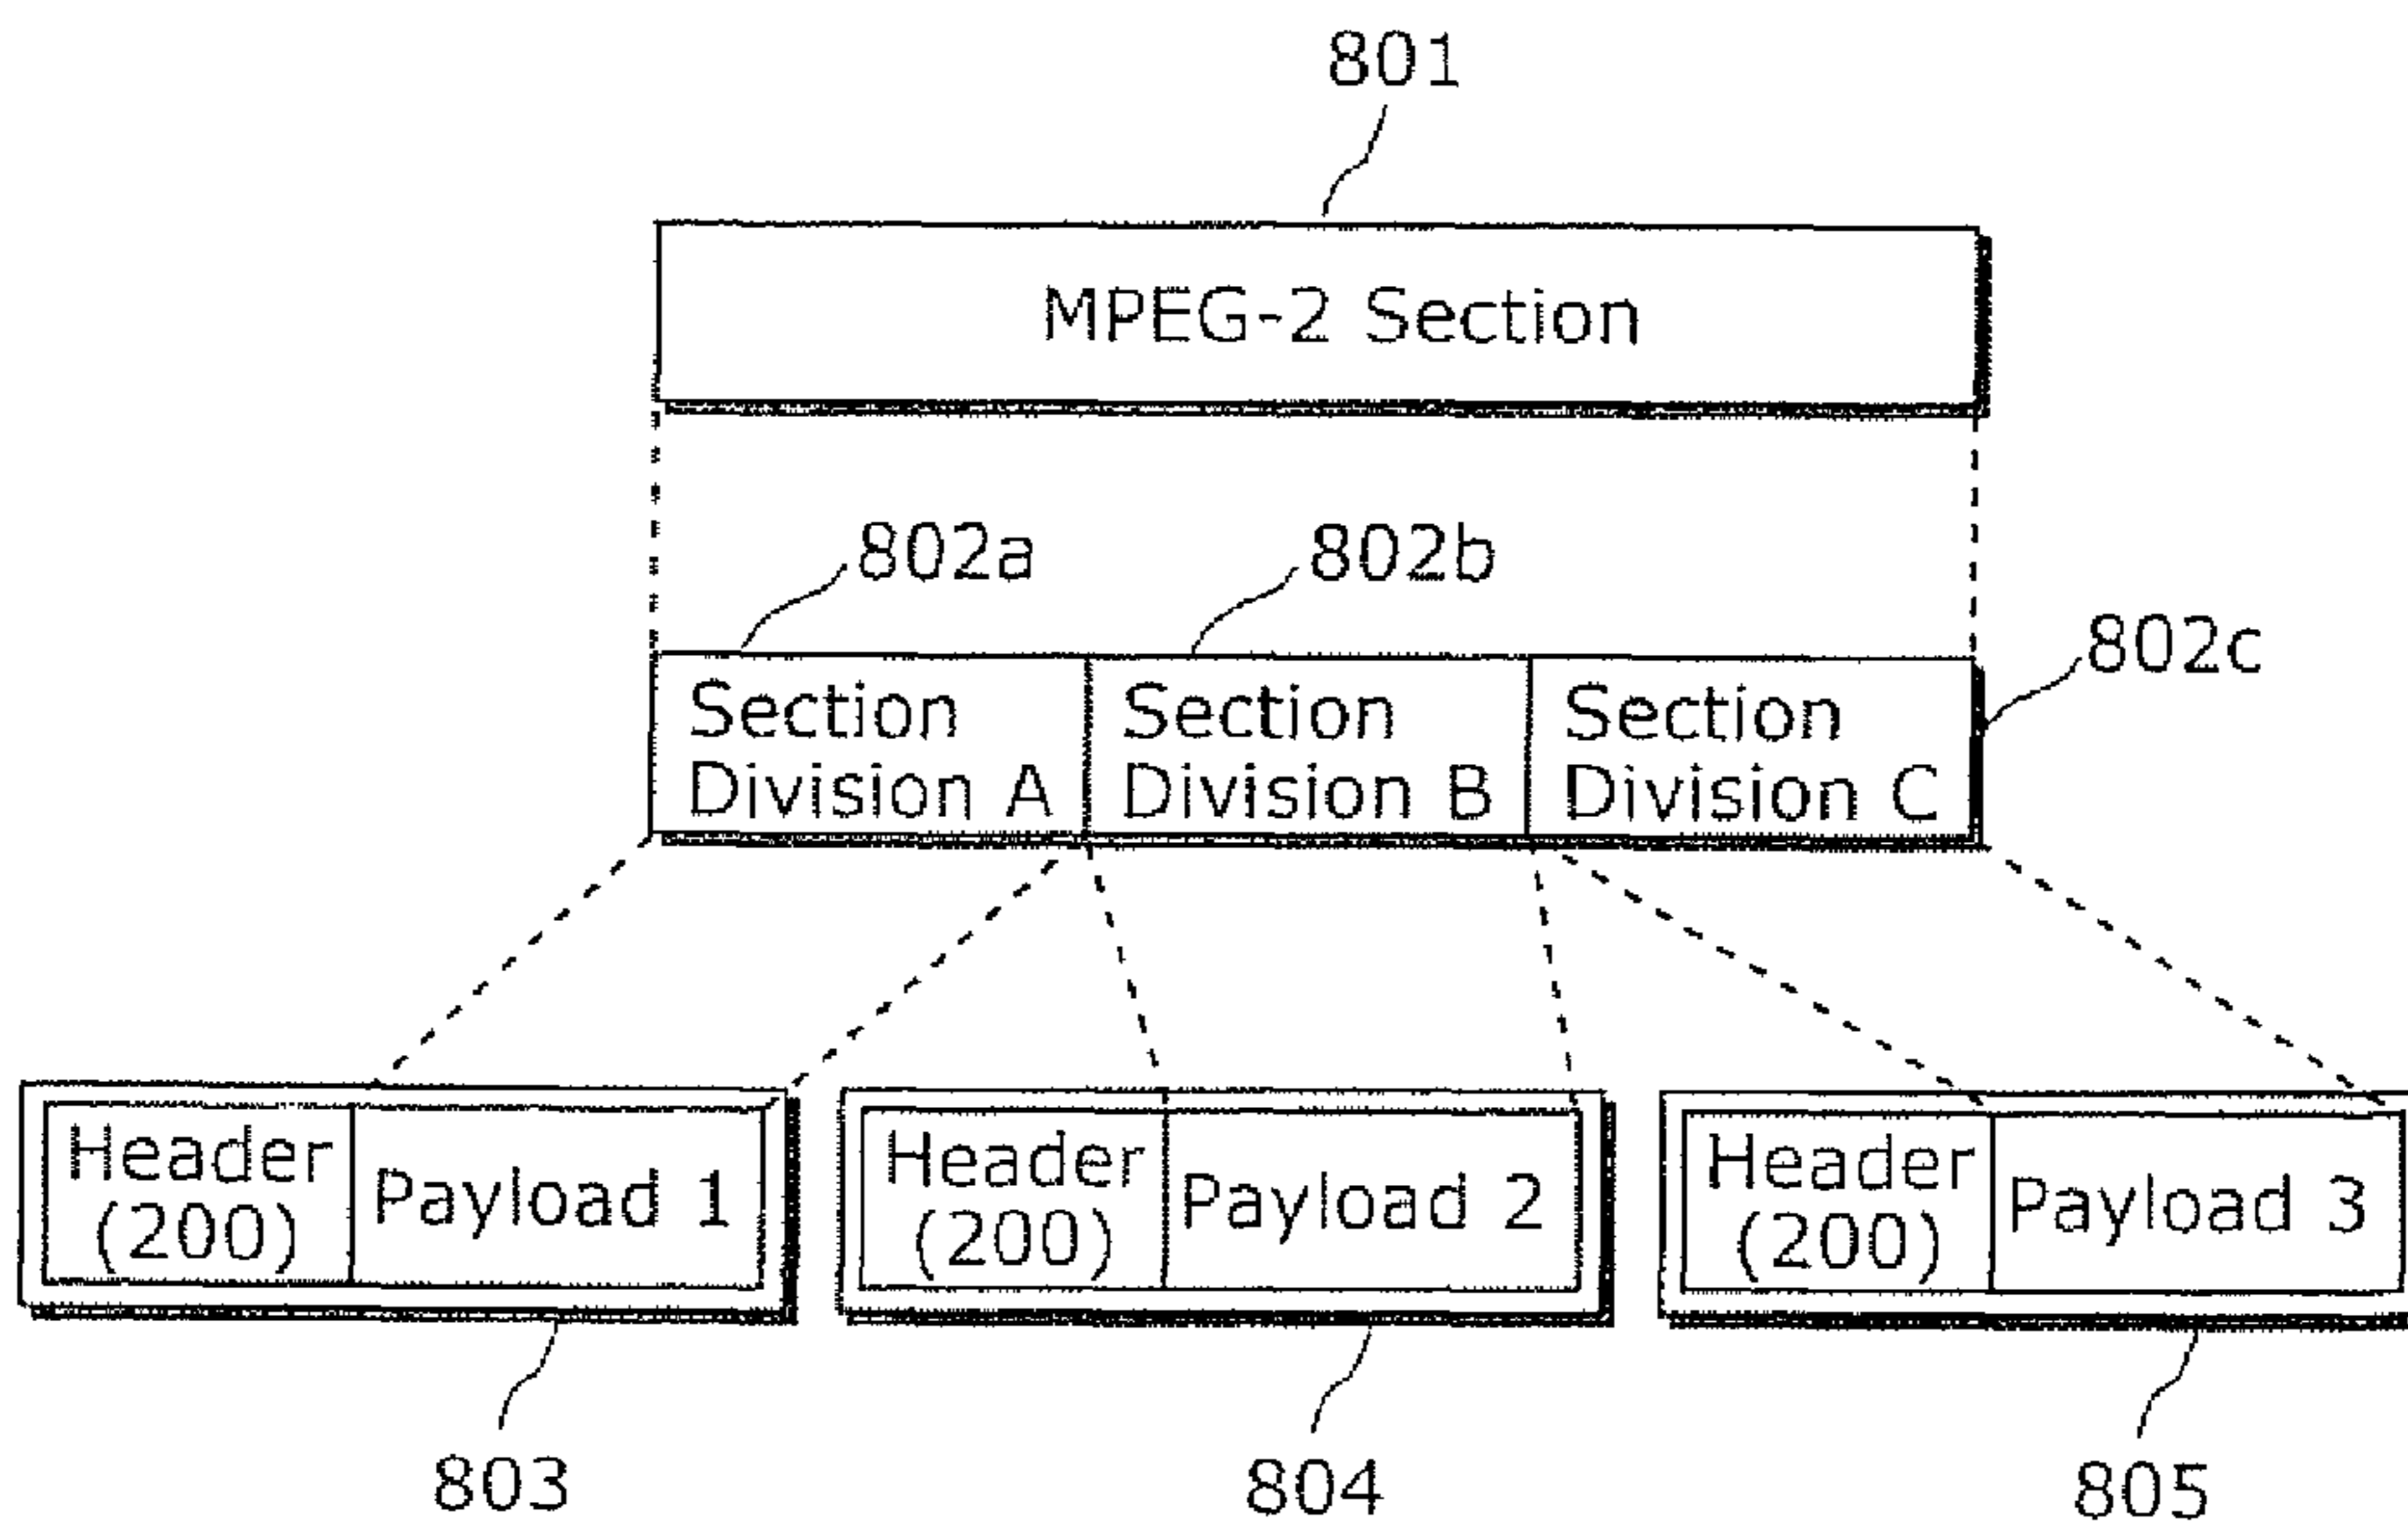 801
MPEG-2 Section
802a
802b
802c
Section
Division A
Section
Division B
Section
Division C
Header
(200)
Payload 1
Header
(200)
Payload 2
Header
(200)
Payload 3
803
804
805